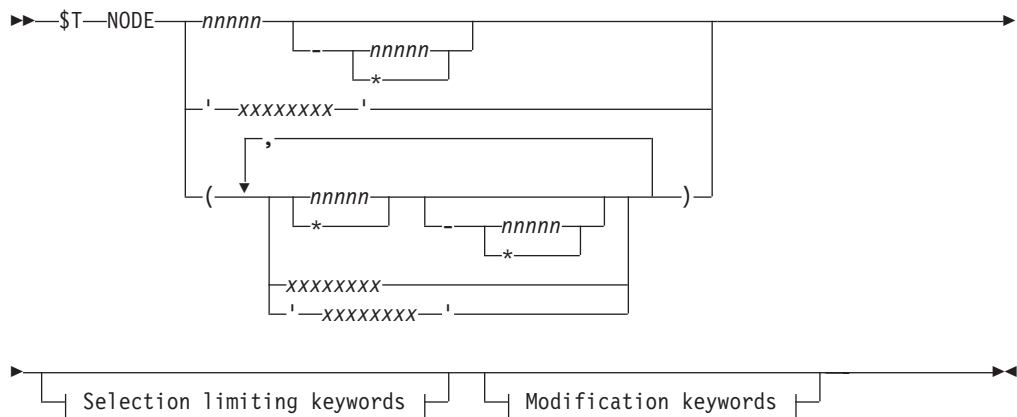 $T NODE nnnnn
- nnnnn
*
' xxxxxxxx '
,
( nnnnn - nnnnn )
* *
xxxxxxxx
' xxxxxxxx '
Selection limiting keywords Modification keywords